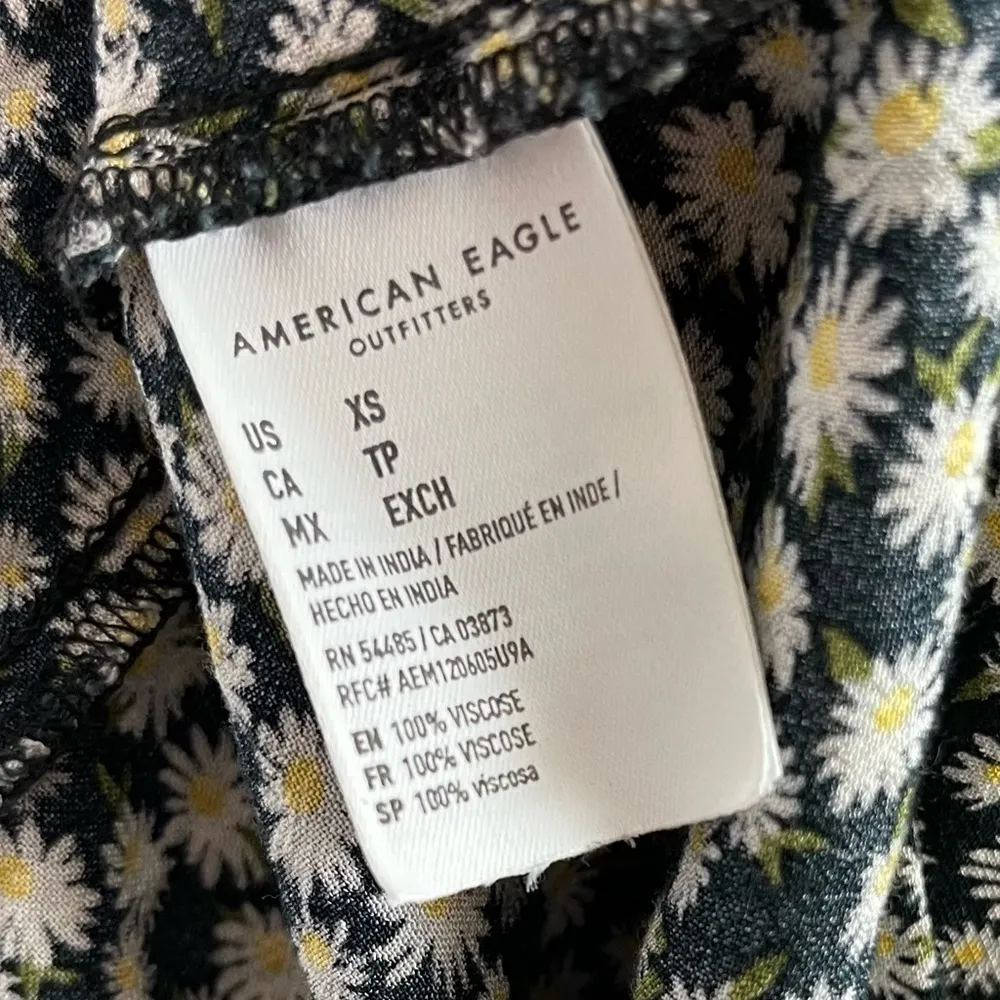 AMERICAN EAGLE
OUTFITTERS
US XS
CA TP
MX EXCH
MADE IN INDIA / FABRIQUÉ EN INDE /
HECHO EN INDIA
RN 54485 / CA 03873
RFC# AEM120605U9A
EN 100% VISCOSE
FR 100% VISCOSE
SP 100% viscosa